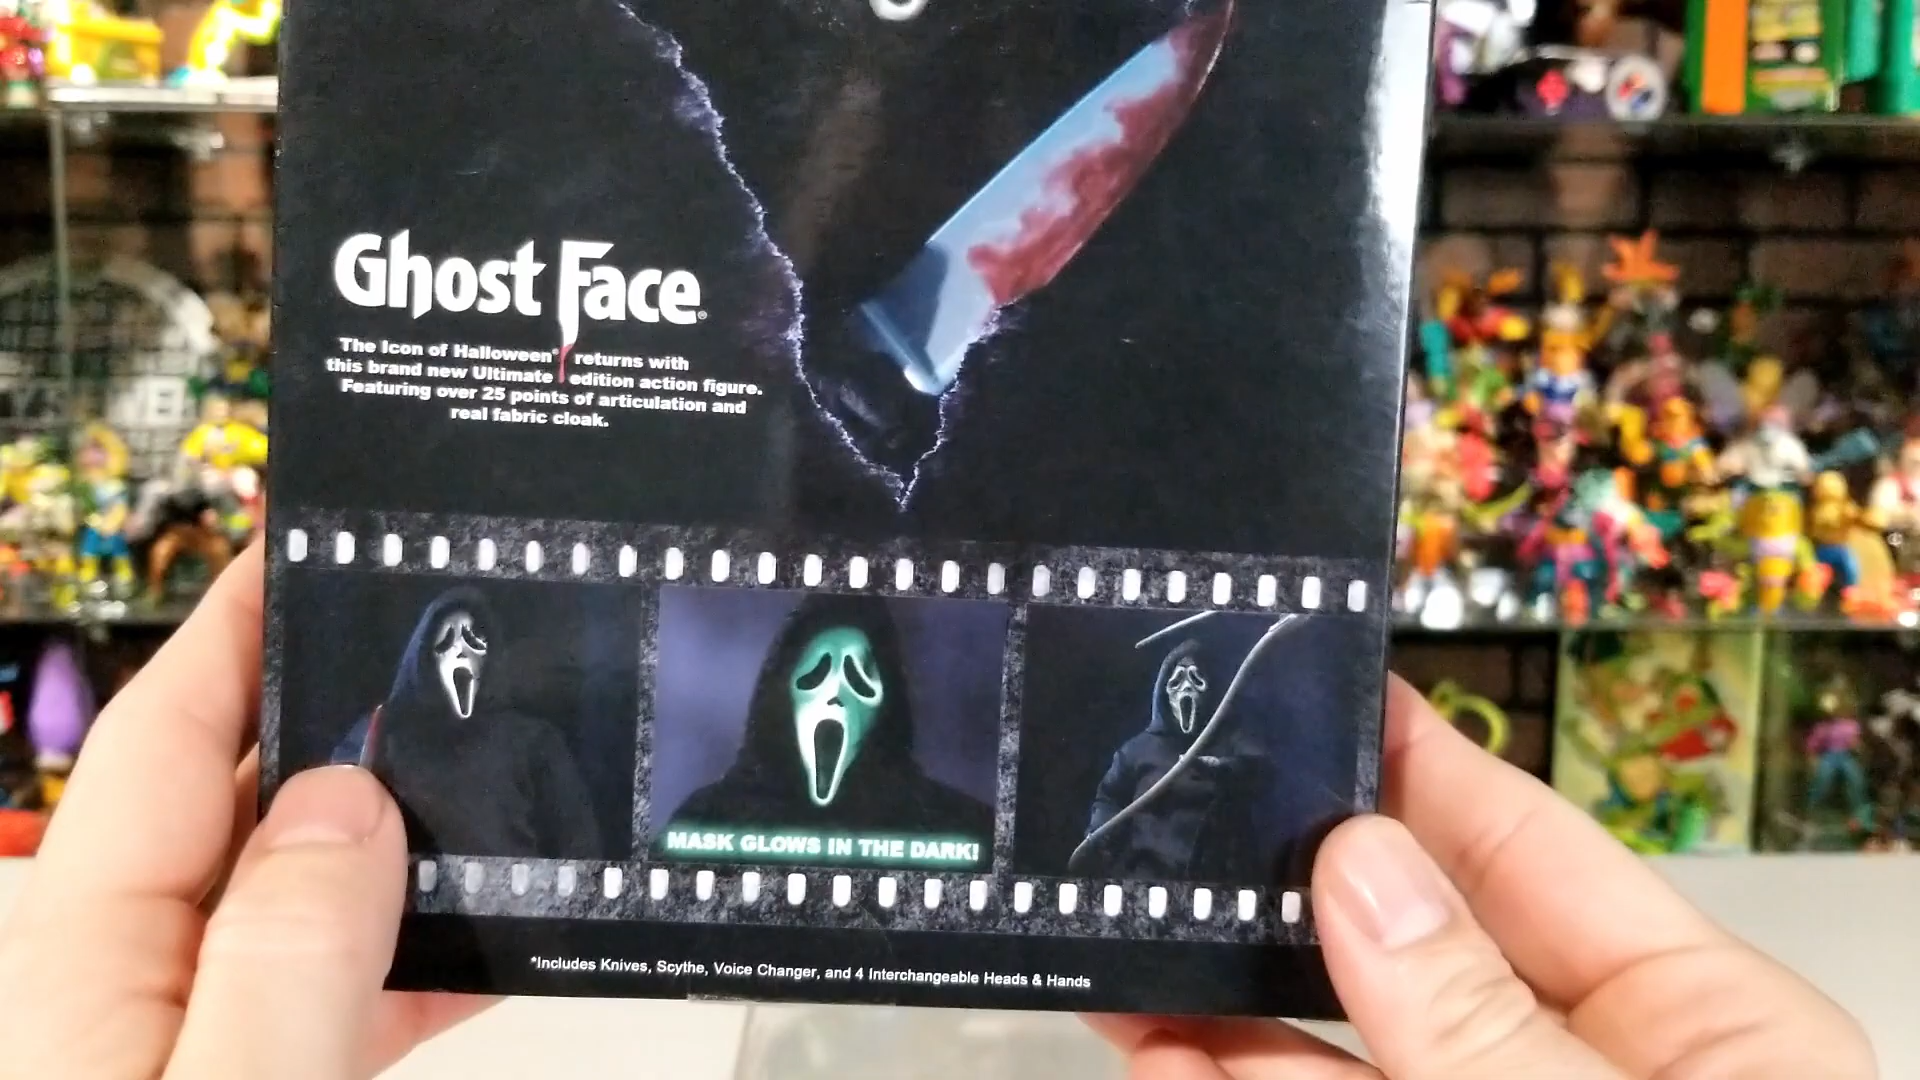 Ghost Face®
The Icon of Halloween® returns with
this brand new Ultimate edition action figure.
Featuring over 25 points of articulation and
real fabric cloak.
MASK GLOWS IN THE DARK!
*Includes Knives, Scythe, Voice Changer, and 4 Interchangeable Heads & Hands